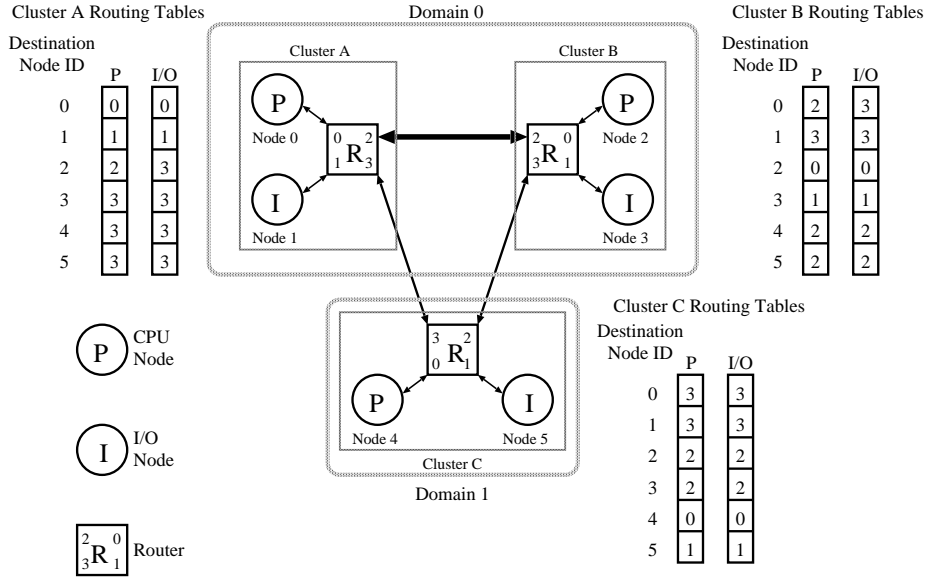 Cluster A Routing Tables
Domain 0
Cluster B Routing Tables
Destination
Node ID
P I/O
0 0 0
1 1 1
2 2 3
3 3 3
4 3 3
5 3 3
Cluster A
P
Node 0
I
Node 1
0 2
R
1 3
Cluster B
P
Node 2
I
Node 3
2 0
R
3 1
Destination
Node ID
P I/O
0 2 3
1 3 3
2 0 0
3 1 1
4 2 2
5 2 2
P
CPU
Node
I
I/O
Node
2 0
R
3 1
Router
3 2
R
0 1
P
Node 4
I
Node 5
Cluster C
Domain 1
Cluster C Routing Tables
Destination
Node ID
P I/O
0 3 3
1 3 3
2 2 2
3 2 2
4 0 0
5 1 1